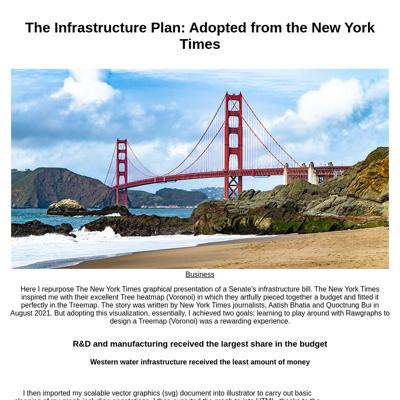 The Infrastructure Plan: Adopted from the New York
Times
Business
Here I repurpose The New York Times graphical presentation of a Senate's infrastructure bill. The New York Times
inspired me with their excellent Tree heatmap (Voronoi) in which they artfully pieced together a budget and fitted it
perfectly in the Treemap. The story was written by New York Times journalists, Aatish Bhatia and Quoctrung Bui in
August 2021. But adopting this visualization, essentially, I achieved two goals; learning to play around with Rawgraphs to
design a Treemap (Voronoi) was a rewarding experience.
R&D and manufacturing received the largest share in the budget
Western water infrastructure received the least amount of money
I then imported my scalable vector graphics (svg) document into illustrator to carry out basic